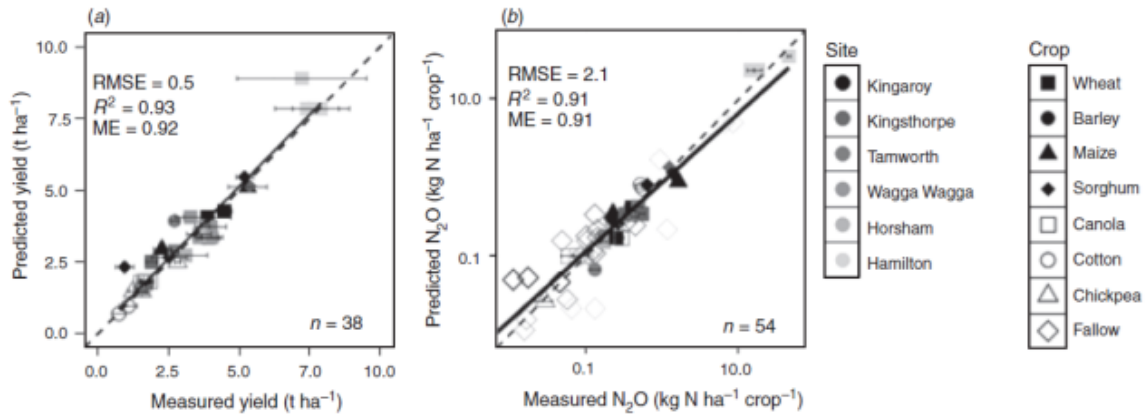 (a)
Predicted yield (t ha⁻¹)
10.0
7.5
5.0
2.5
0.0
RMSE = 0.5
R² = 0.93
ME = 0.92
n = 38
0.0 2.5 5.0 7.0 10.0
Measured yield (t ha⁻¹)
(b)
Predicted N₂O (kg N ha⁻¹ crop⁻¹)
10.0
0.1
RMSE = 2.1
R² = 0.91
ME = 0.91
n = 54
0.1 10.0
Measured N₂O (kg N ha⁻¹ crop⁻¹)
Site
Kingaroy
Kingsthorpe
Tamworth
Wagga Wagga
Horsham
Hamilton
Crop
Wheat
Barley
Maize
Sorghum
Canola
Cotton
Chickpea
Fallow